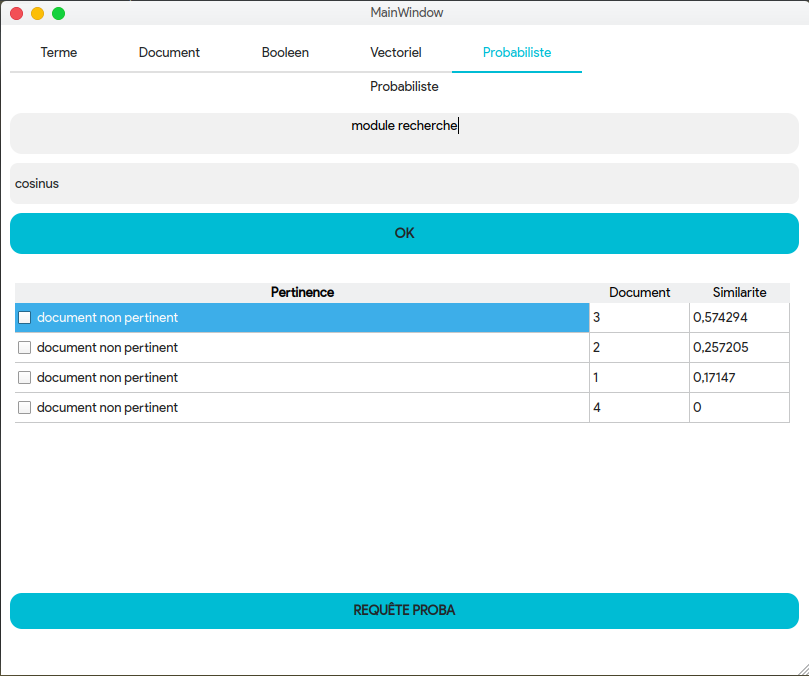 MainWindow
Terme Document Booleen Vectoriel Probabiliste
Probabiliste
module recherche
cosinus
OK
Pertinence Document Similarite
document non pertinent 3 0,574294
document non pertinent 2 0,257205
document non pertinent 1 0,17147
document non pertinent 4 0
REQUÊTE PROBA